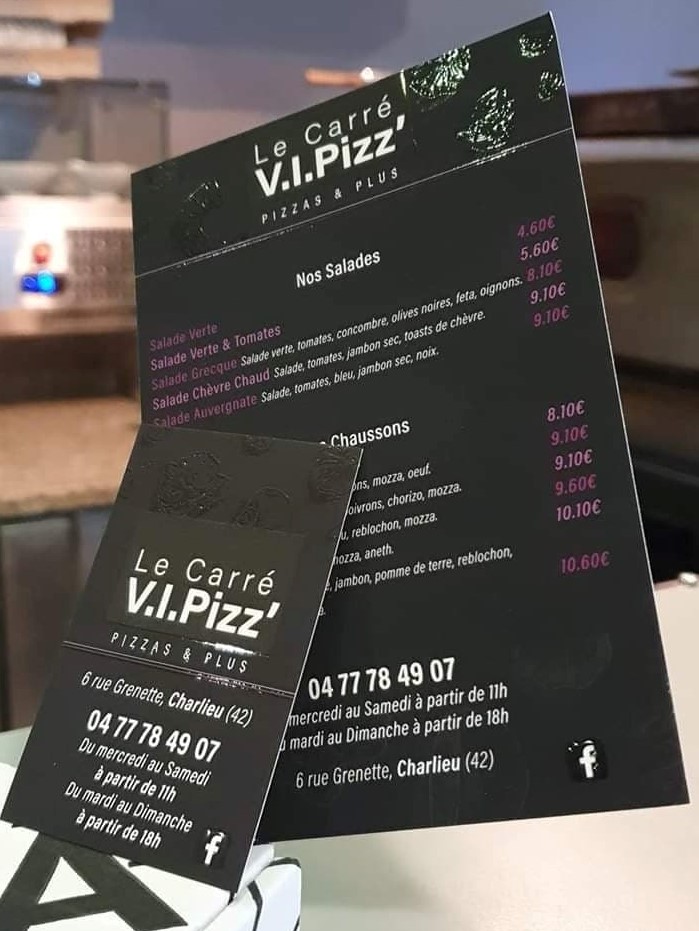 Le Carré
V.I.Pizz'
PIZZAS & PLUS
Nos Salades
Salade Verte 4.60€
Salade Verte & Tomates 5.60€
Salade Grecque Salade verte, tomates, concombre, olives noires, feta, oignons. 8.10€
Salade Chèvre Chaud Salade, tomates, jambon sec, toasts de chèvre. 9.10€
Salade Auvergnate Salade, tomates, bleu, jambon sec, noix. 9.10€
Chaussons
mozza, oeuf. 8.10€
chorizo, mozza. 9.10€
reblochon, mozza. 9.10€
aneth. 9.60€
jambon, pomme de terre, reblochon, 10.10€
10.60€
04 77 78 49 07
mercredi au Samedi à partir de 11h
mardi au Dimanche à partir de 18h
6 rue Grenette, Charlieu (42)
f
Le Carré
V.I.Pizz'
PIZZAS & PLUS
6 rue Grenette, Charlieu (42)
04 77 78 49 07
Du mercredi au Samedi
à partir de 11h
Du mardi au Dimanche
à partir de 18h
f